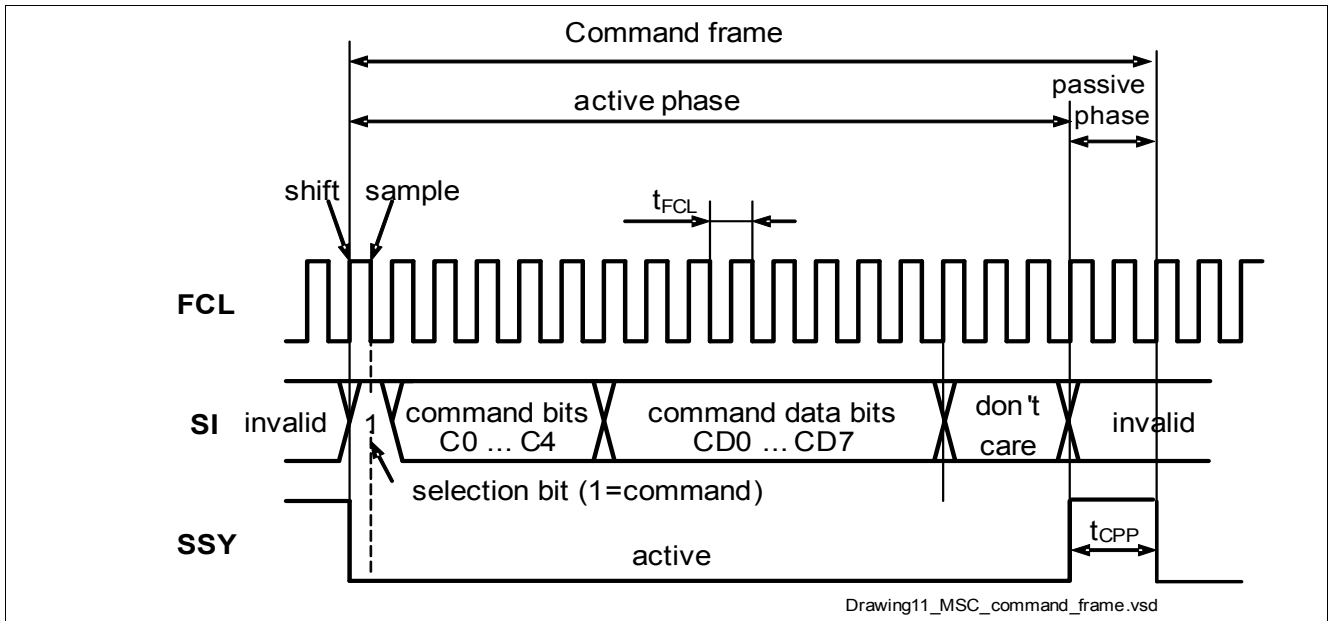 Command frame
active phase
passive
phase
shift
sample
tFCL
FCL
SI
invalid
1
command bits
C0 ... C4
command data bits
CD0 ... CD7
don't
care
invalid
selection bit (1=command)
SSY
active
tCPP
Drawing11_MSC_command_frame.vsd